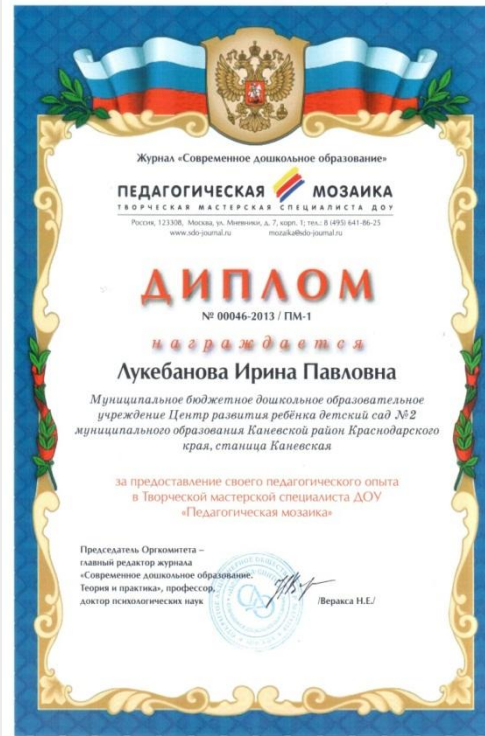 Журнал «Современное дошкольное образование»
ПЕДАГОГИЧЕСКАЯ МОЗАИКА
ТВОРЧЕСКАЯ МАСТЕРСКАЯ СПЕЦИАЛИСТА ДОУ
Россия, 123308, Москва, ул. Мневники, д. 7, корп. 1; тел.: 8 (495) 641-86-25
www.sdo-journal.ru mozaika@sdo-journal.ru
ДИПЛОМ
№ 00046-2013 / ПМ-1
награждается
Лукебанова Ирина Павловна
Муниципальное бюджетное дошкольное образовательное
учреждение Центр развития ребёнка детский сад №2
муниципального образования Каневской район Краснодарского
края, станица Каневская
за предоставление своего педагогического опыта
в Творческой мастерской специалиста ДОУ
«Педагогическая мозаика»
Председатель Оргкомитета –
главный редактор журнала
«Современное дошкольное образование.
Теория и практика», профессор,
доктор психологических наук /Веракса Н.Е./